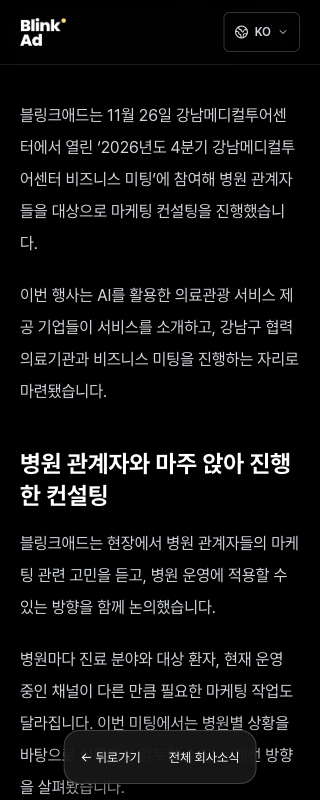 Blink
Ad
KO
블링크애드는 11월 26일 강남메디컬투어센
터에서 열린 ‘2026년도 4분기 강남메디컬투
어센터 비즈니스 미팅’에 참여해 병원 관계자
들을 대상으로 마케팅 컨설팅을 진행했습니
다.
이번 행사는 AI를 활용한 의료관광 서비스 제
공 기업들이 서비스를 소개하고, 강남구 협력
의료기관과 비즈니스 미팅을 진행하는 자리로
마련됐습니다.
병원 관계자와 마주 앉아 진행
한 컨설팅
블링크애드는 현장에서 병원 관계자들의 마케
팅 관련 고민을 듣고, 병원 운영에 적용할 수
있는 방향을 함께 논의했습니다.
병원마다 진료 분야와 대상 환자, 현재 운영
중인 채널이 다른 만큼 필요한 마케팅 작업도
달라집니다. 이번 미팅에서는 병원별 상황을
바탕으 방향
을 살펴봤습니다.
← 뒤로가기 전체 회사소식